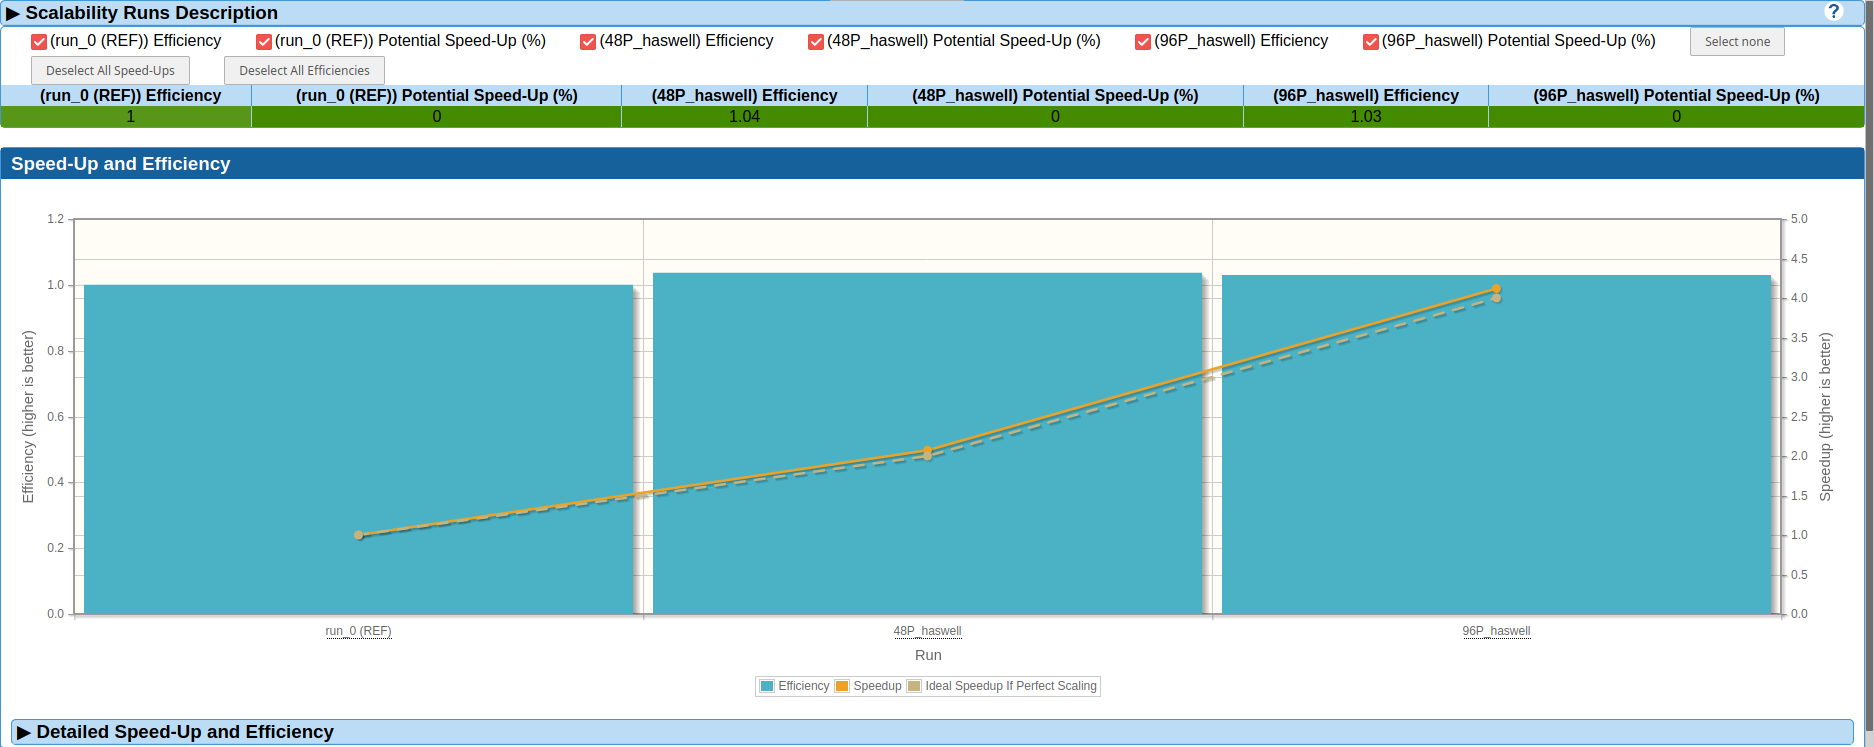 ▶ Scalability Runs Description ?
(run_0 (REF)) Efficiency (run_0 (REF)) Potential Speed-Up (%) (48P_haswell) Efficiency (48P_haswell) Potential Speed-Up (%) (96P_haswell) Efficiency (96P_haswell) Potential Speed-Up (%) Select none
Deselect All Speed-Ups Deselect All Efficiencies
(run_0 (REF)) Efficiency (run_0 (REF)) Potential Speed-Up (%) (48P_haswell) Efficiency (48P_haswell) Potential Speed-Up (%) (96P_haswell) Efficiency (96P_haswell) Potential Speed-Up (%)
1 0 1.04 0 1.03 0
Speed-Up and Efficiency
Efficiency (higher is better)
1.2
1.0
0.8
0.6
0.4
0.2
0.0
5.0
4.5
4.0
3.5
3.0
2.5
2.0
1.5
1.0
0.5
0.0
Speedup (higher is better)
run_0 (REF) 48P_haswell 96P_haswell
Run
Efficiency Speedup Ideal Speedup If Perfect Scaling
▶ Detailed Speed-Up and Efficiency